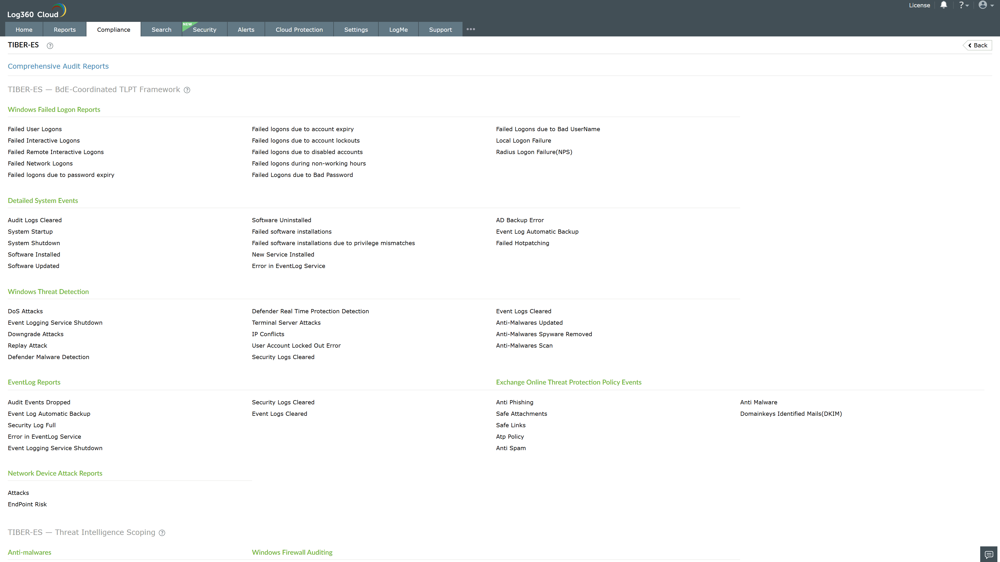 Log360 Cloud
License
?
Home
Reports
Compliance
Search
NEW
Security
Alerts
Cloud Protection
Settings
LogMe
Support
TIBER-ES ?
Back
Comprehensive Audit Reports
TIBER-ES — BdE-Coordinated TLPT Framework ?
Windows Failed Logon Reports
Failed User Logons
Failed Interactive Logons
Failed Remote Interactive Logons
Failed Network Logons
Failed logons due to password expiry
Failed logons due to account expiry
Failed logons due to account lockouts
Failed logons due to disabled accounts
Failed logons during non-working hours
Failed Logons due to Bad Password
Failed Logons due to Bad UserName
Local Logon Failure
Radius Logon Failure(NPS)
Detailed System Events
Audit Logs Cleared
System Startup
System Shutdown
Software Installed
Software Updated
Software Uninstalled
Failed software installations
Failed software installations due to privilege mismatches
New Service Installed
Error in EventLog Service
AD Backup Error
Event Log Automatic Backup
Failed Hotpatching
Windows Threat Detection
DoS Attacks
Event Logging Service Shutdown
Downgrade Attacks
Replay Attack
Defender Malware Detection
Defender Real Time Protection Detection
Terminal Server Attacks
IP Conflicts
User Account Locked Out Error
Security Logs Cleared
Event Logs Cleared
Anti-Malwares Updated
Anti-Malwares Spyware Removed
Anti-Malwares Scan
EventLog Reports
Audit Events Dropped
Event Log Automatic Backup
Security Log Full
Error in EventLog Service
Event Logging Service Shutdown
Security Logs Cleared
Event Logs Cleared
Exchange Online Threat Protection Policy Events
Anti Phishing
Safe Attachments
Safe Links
Atp Policy
Anti Spam
Anti Malware
Domainkeys Identified Mails(DKIM)
Network Device Attack Reports
Attacks
EndPoint Risk
TIBER-ES — Threat Intelligence Scoping ?
Anti-malwares
Windows Firewall Auditing